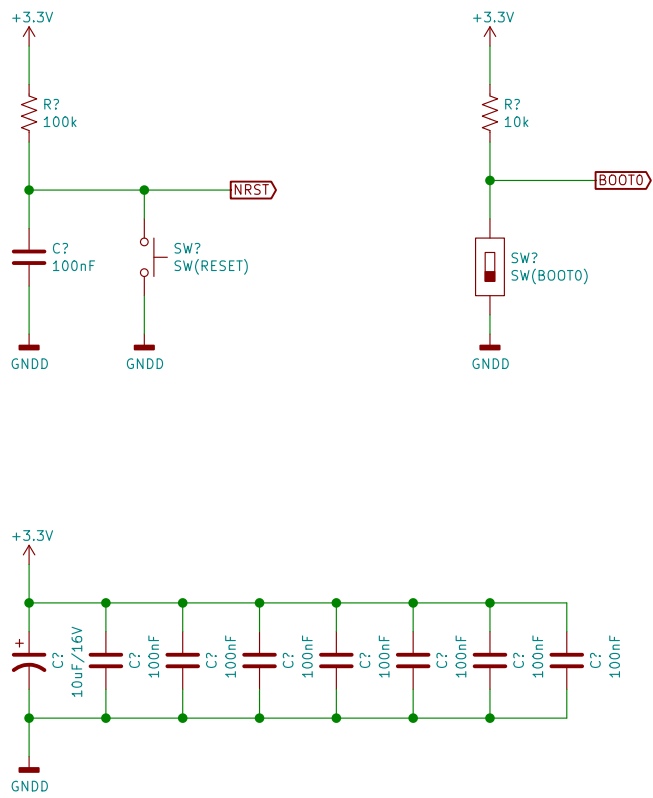 +3.3V
R?
100k
NRST
C?
100nF
SW?
SW(RESET)
GNDD
GNDD
+3.3V
R?
10k
BOOT0
SW?
SW(BOOT0)
GNDD
+3.3V
+
C?
10uF/16V
C?
100nF
C?
100nF
C?
100nF
C?
100nF
C?
100nF
C?
100nF
C?
100nF
GNDD